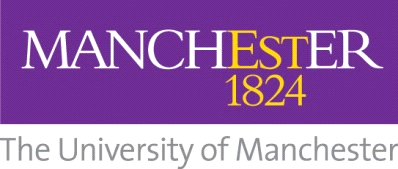 MANCHESTER
1824
The University of Manchester